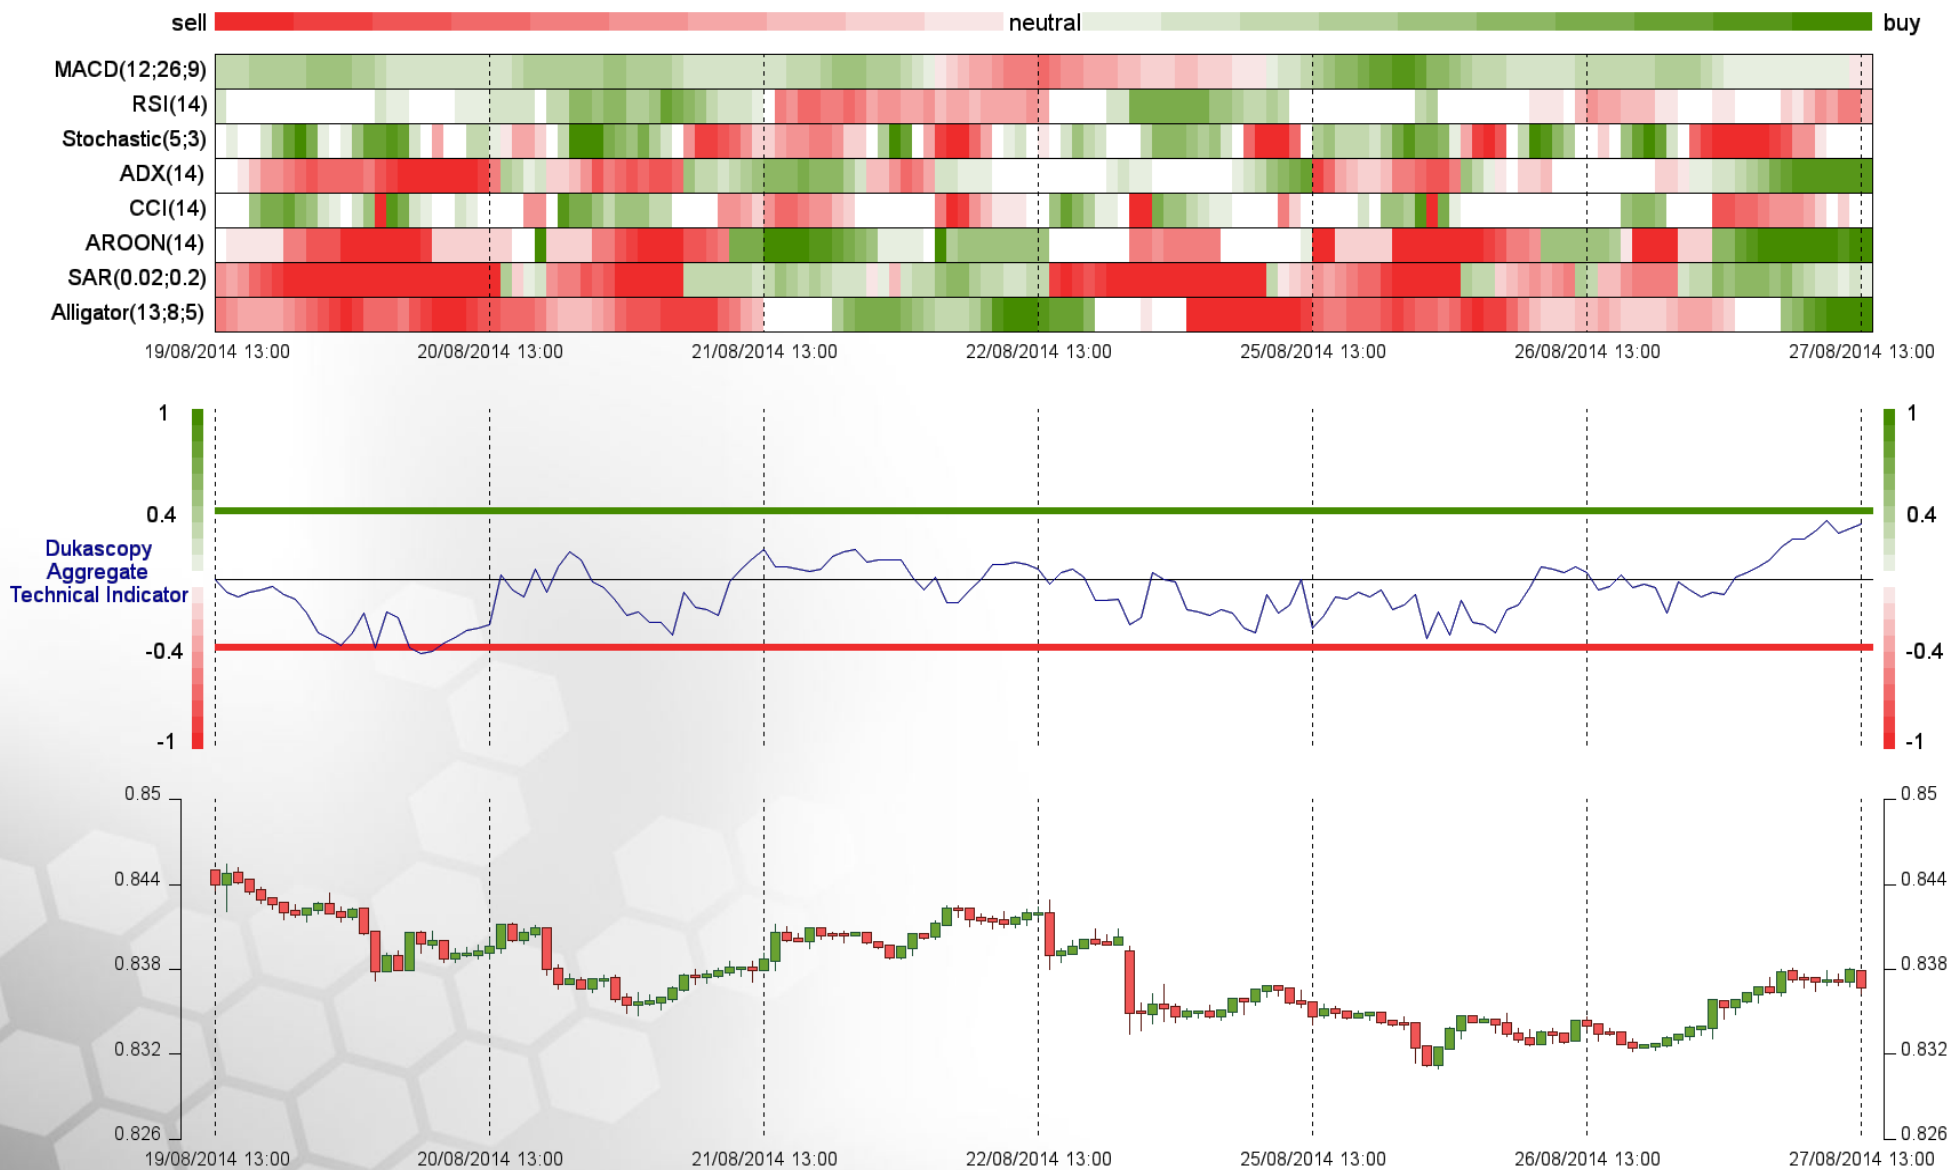 sell neutral buy
MACD(12;26;9)
RSI(14)
Stochastic(5;3)
ADX(14)
CCI(14)
AROON(14)
SAR(0.02;0.2)
Alligator(13;8;5)
19/08/2014 13:00 20/08/2014 13:00 21/08/2014 13:00 22/08/2014 13:00 25/08/2014 13:00 26/08/2014 13:00 27/08/2014 13:00
1 1
0.4 0.4
Dukascopy
Aggregate
Technical Indicator
-0.4 -0.4
-1 -1
0.85 0.85
0.844 0.844
0.838 0.838
0.832 0.832
0.826 0.826
19/08/2014 13:00 20/08/2014 13:00 21/08/2014 13:00 22/08/2014 13:00 25/08/2014 13:00 26/08/2014 13:00 27/08/2014 13:00